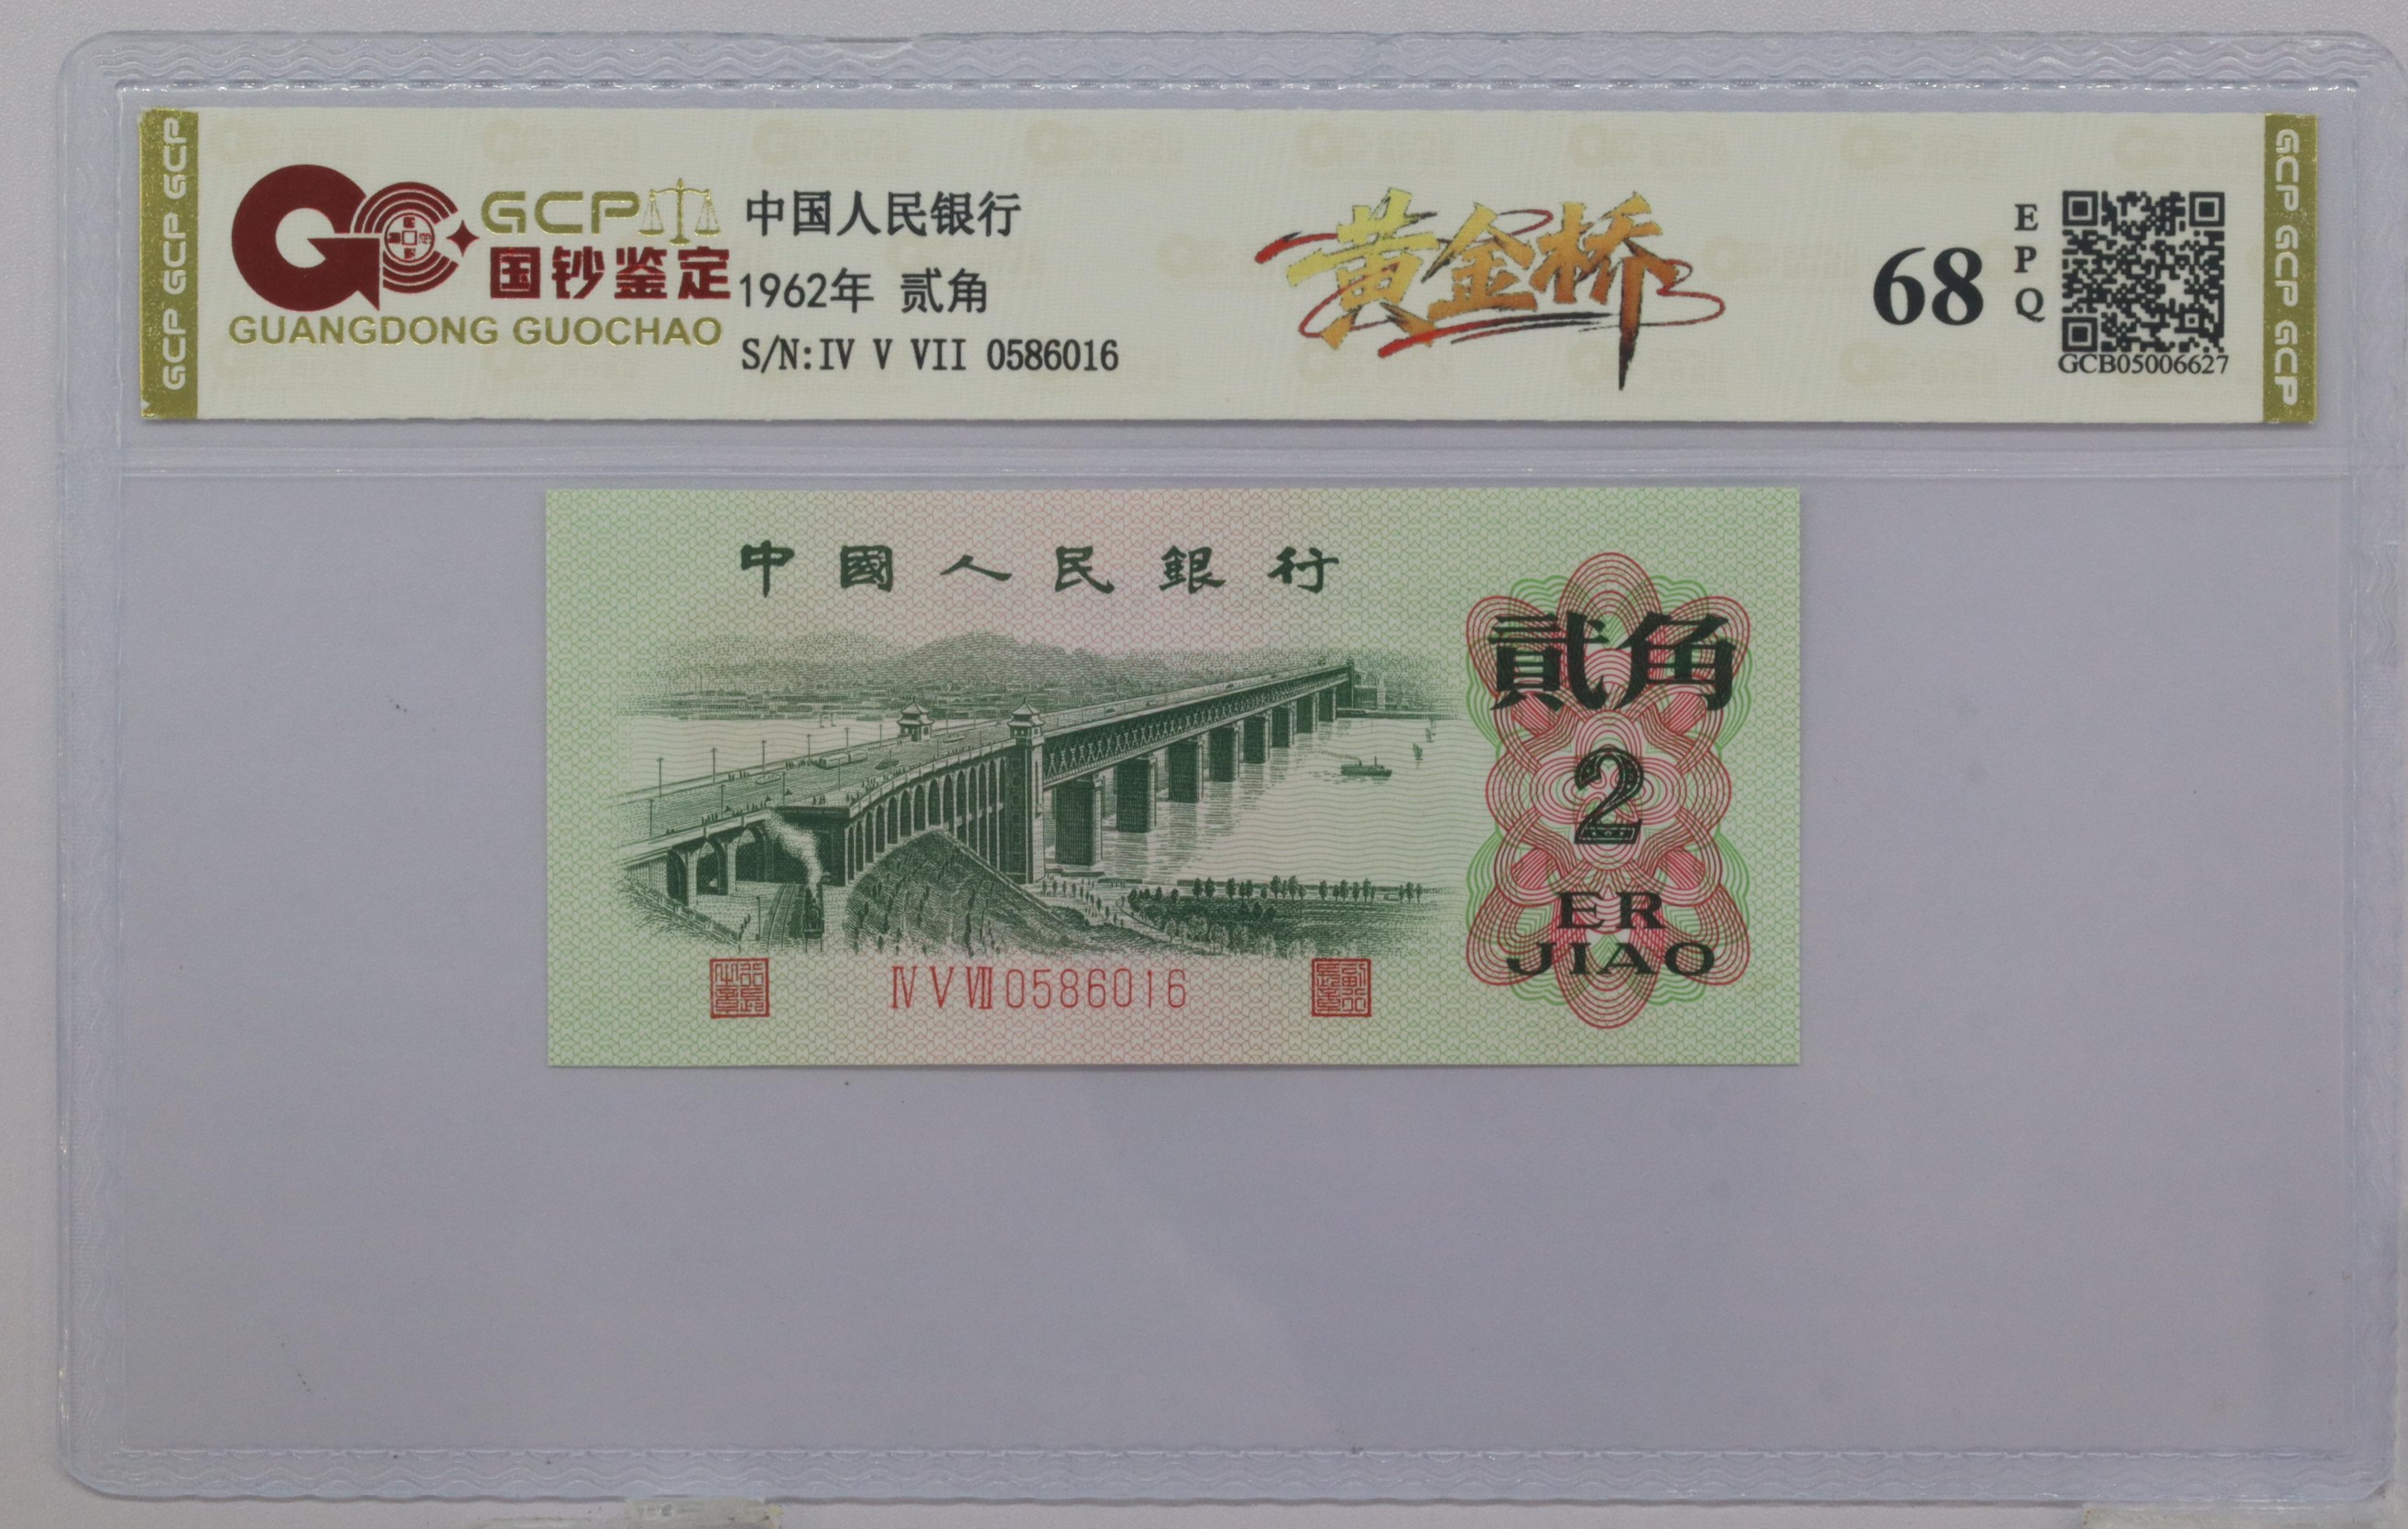 GCP GCP GCP
GCP
国钞鉴定
GUANGDONG GUOCHAO
中国人民银行
1962年 贰角
S/N:IV V VII 0586016
黄金桥
68
E
P
Q
GCB05006627
GCP GCP GCP
中國人民銀行
貳角
2
ER
JIAO
Ⅳ Ⅴ Ⅶ 0586016